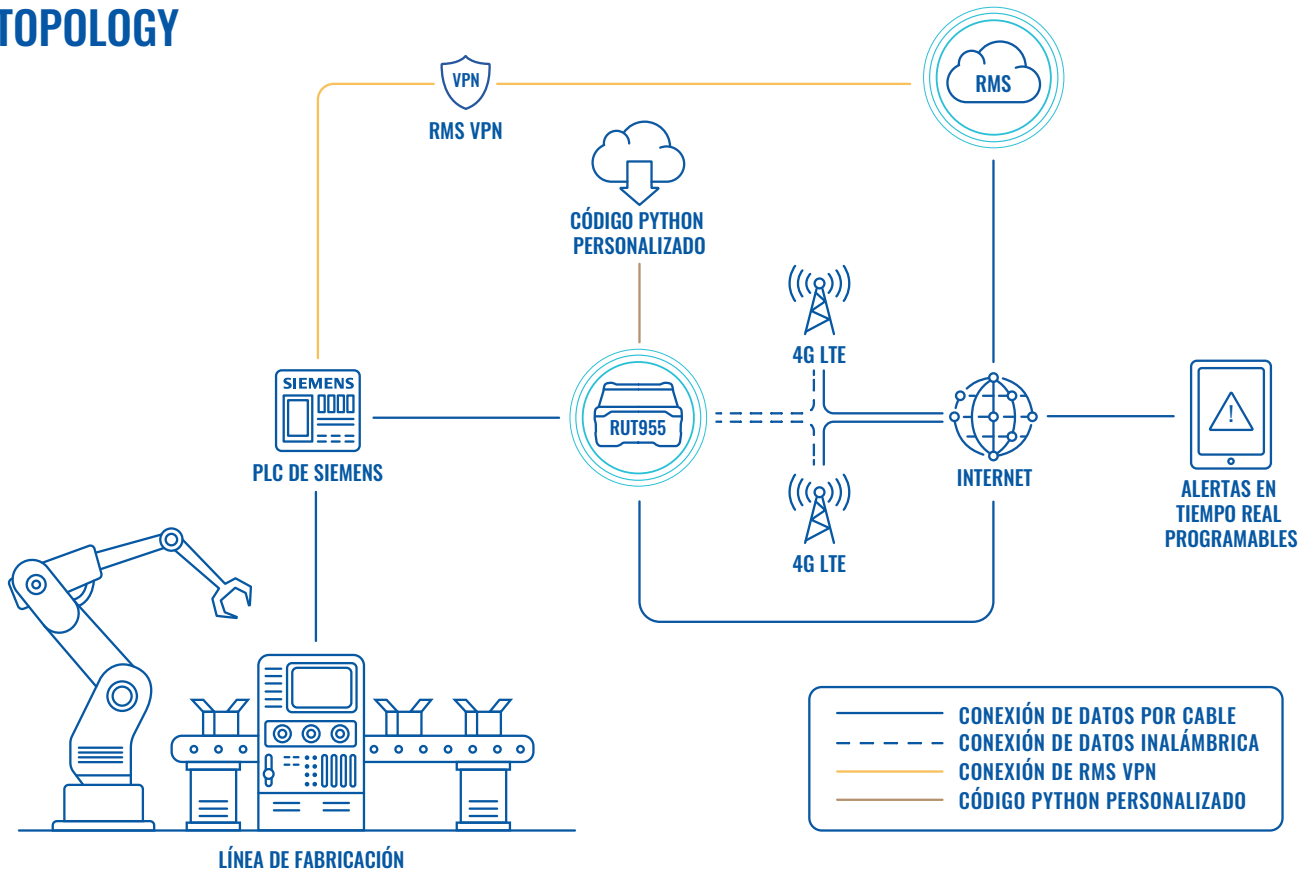 TOPOLOGY
VPN
RMS VPN
RMS
CÓDIGO PYTHON
PERSONALIZADO
4G LTE
SIEMENS
PLC DE SIEMENS
RUT955
INTERNET
!
ALERTAS EN
TIEMPO REAL
PROGRAMABLES
4G LTE
CONEXIÓN DE DATOS POR CABLE
CONEXIÓN DE DATOS INALÁMBRICA
CONEXIÓN DE RMS VPN
CÓDIGO PYTHON PERSONALIZADO
LÍNEA DE FABRICACIÓN